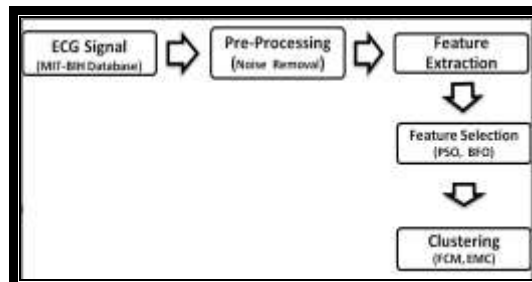 ECG Signal
(MIT-BIH Database)
Pre-Processing
(Noise Removal)
Feature
Extraction
Feature Selection
(PSO, BFO)
Clustering
(FCM, EMC)